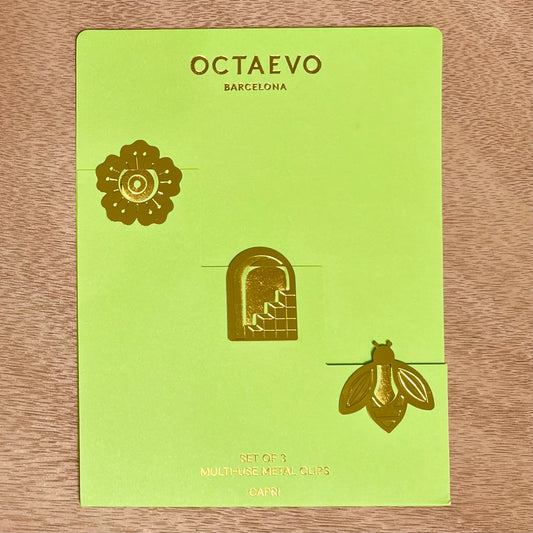 OCTAEVO
BARCELONA
SET OF 3
MULTI-USE METAL CLIPS
CAPRI